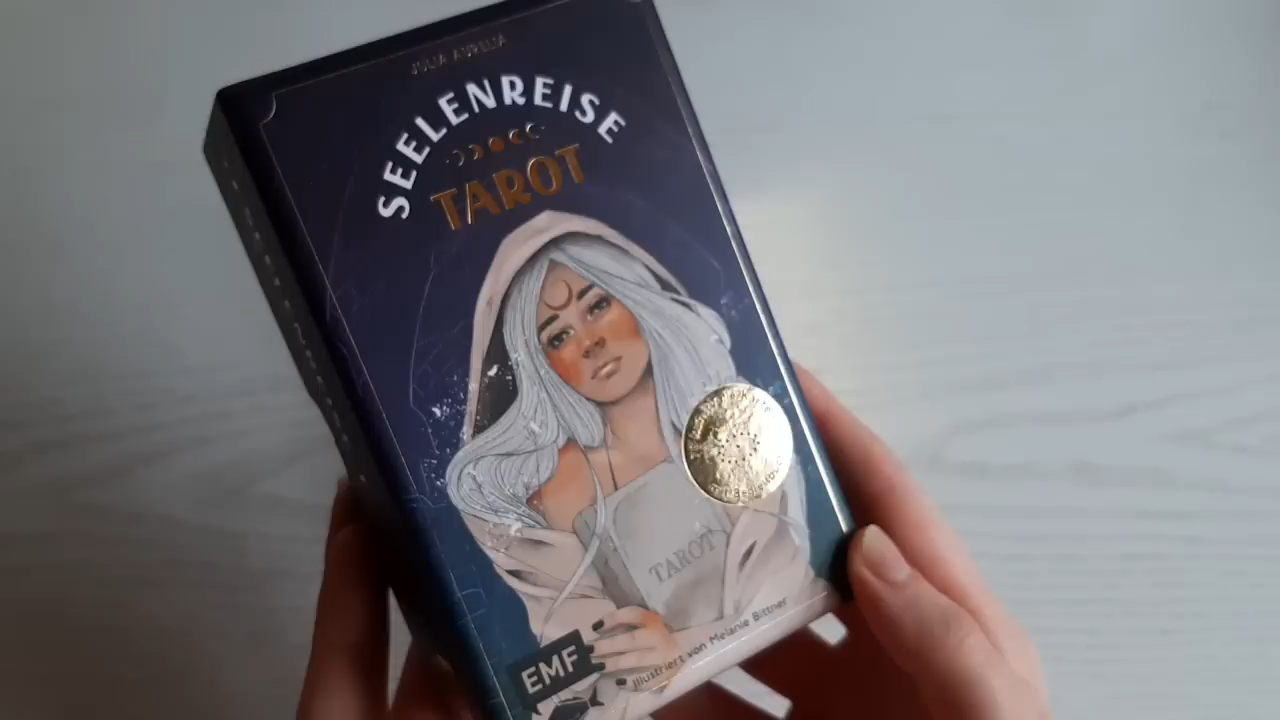 JULIA AURELIA
SEELENREISE
TAROT
TAROT
Illustriert von Melanie Bittner
EMF